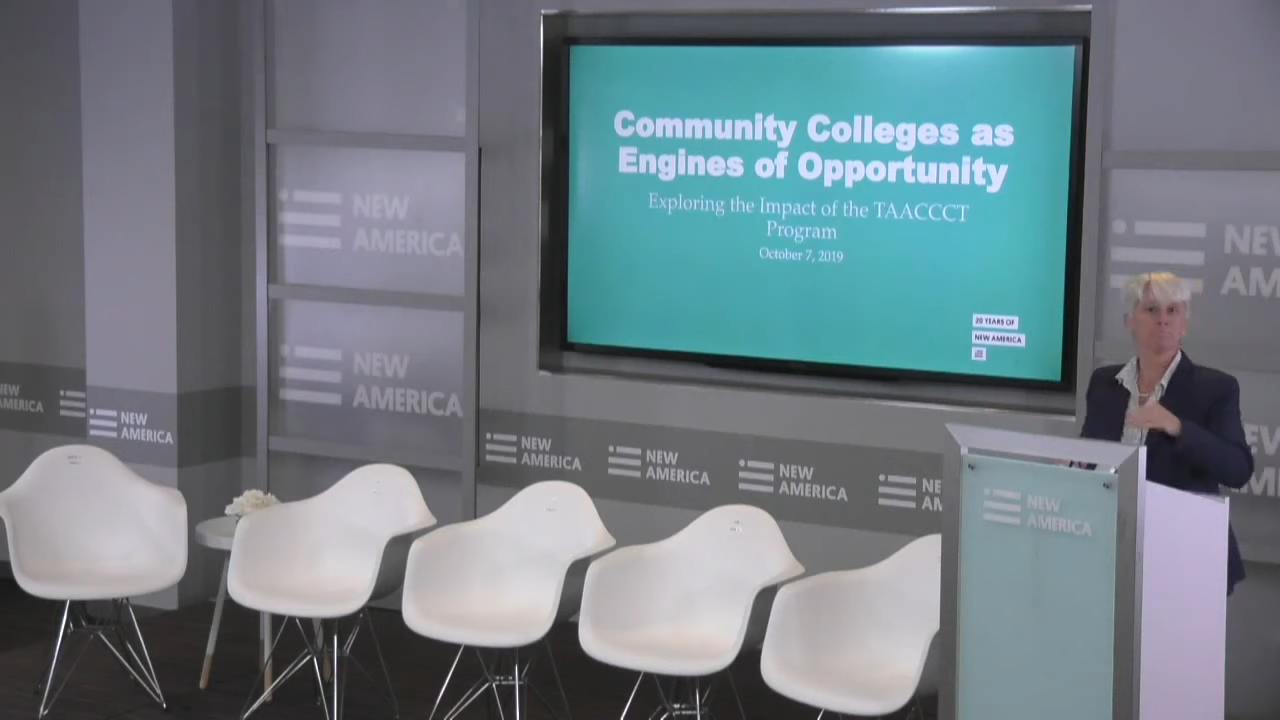 Community Colleges as
Engines of Opportunity
Exploring the Impact of the TAACCCT
Program
October 7, 2019
20 YEARS OF
NEW AMERICA
NEW
AMERICA
NEW
AMERICA
NEW
AMERICA
NEW
AMERICA
NEW
AMERICA
NEW
AMERICA
NEW
AMERICA
NEW
AMERICA